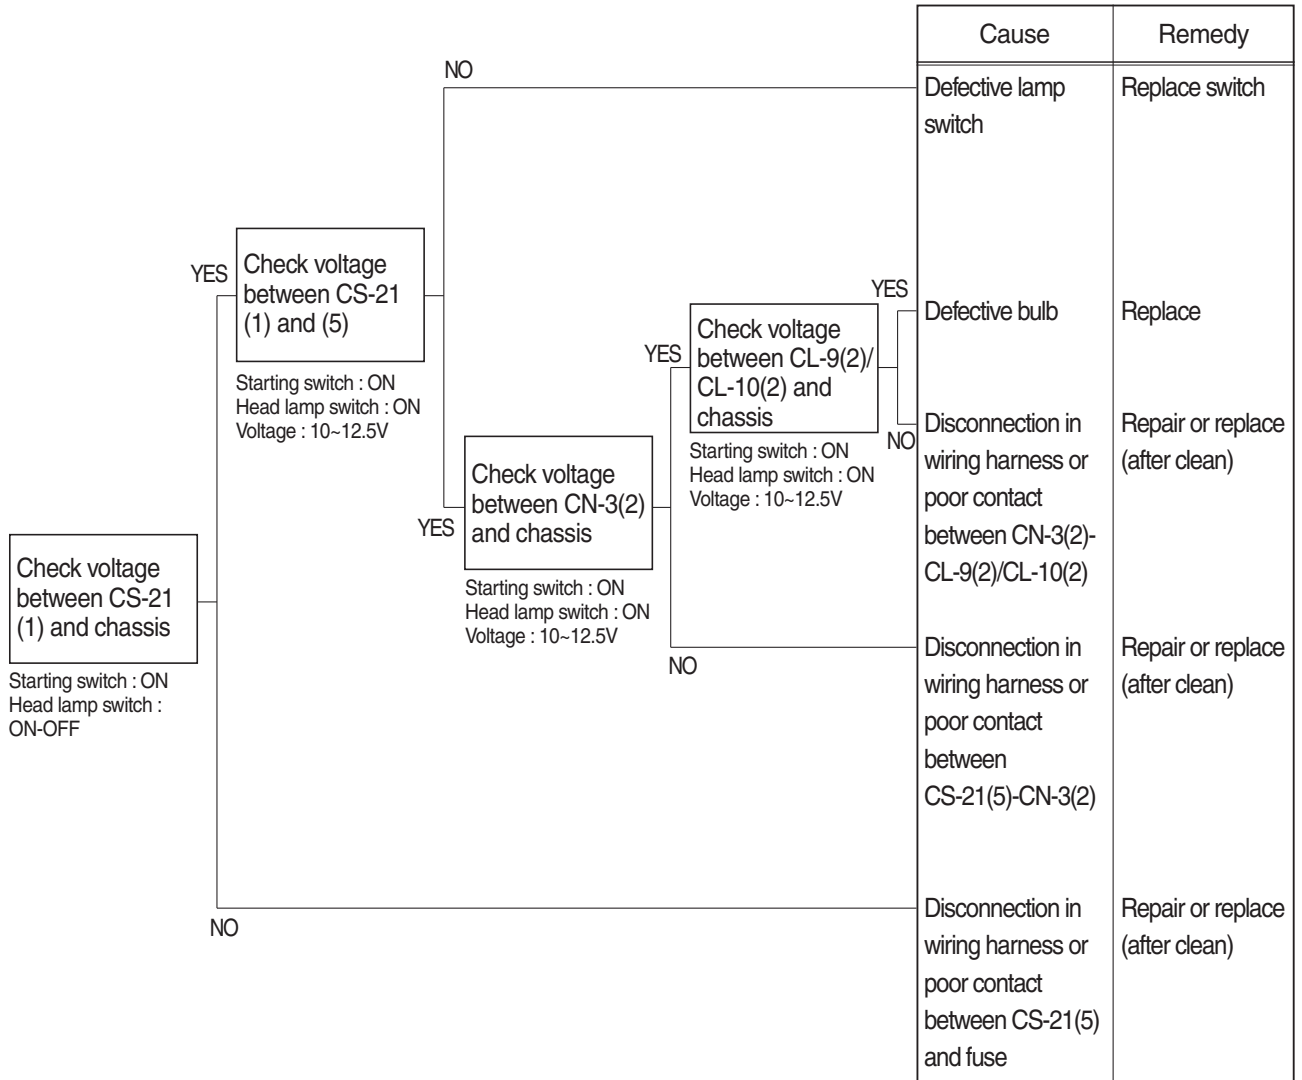 Cause
Remedy
NO
Defective lamp
switch
Replace switch
YES
Check voltage
between CS-21
(1) and (5)
Starting switch : ON
Head lamp switch : ON
Voltage : 10~12.5V
YES
Check voltage
between CL-9(2)/
CL-10(2) and
chassis
Starting switch : ON
Head lamp switch : ON
Voltage : 10~12.5V
YES
Defective bulb
Replace
NO
Disconnection in
wiring harness or
poor contact
between CN-3(2)-
CL-9(2)/CL-10(2)
Repair or replace
(after clean)
YES
Check voltage
between CN-3(2)
and chassis
Starting switch : ON
Head lamp switch : ON
Voltage : 10~12.5V
NO
Disconnection in
wiring harness or
poor contact
between
CS-21(5)-CN-3(2)
Repair or replace
(after clean)
Check voltage
between CS-21
(1) and chassis
Starting switch : ON
Head lamp switch :
ON-OFF
NO
Disconnection in
wiring harness or
poor contact
between CS-21(5)
and fuse
Repair or replace
(after clean)